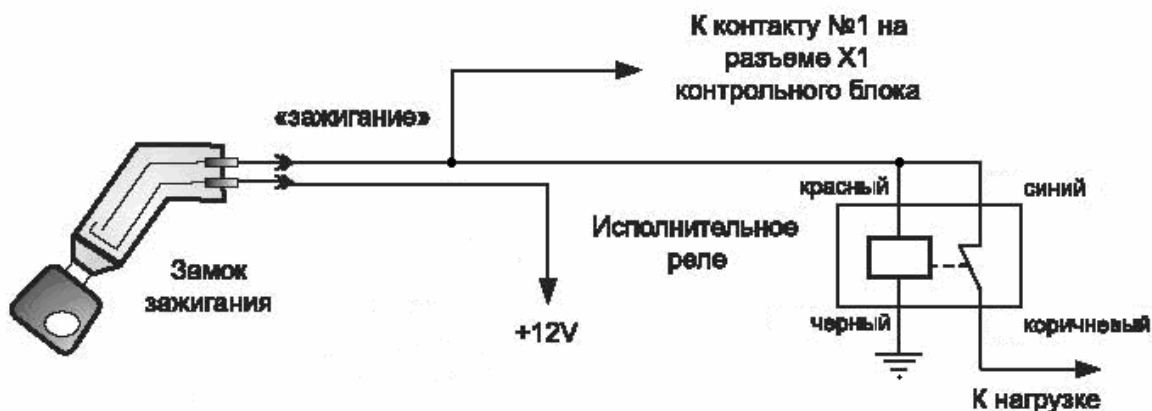 К контакту №1 на
разъеме X1
контрольного блока
«зажигание»
красный
синий
Исполнительное
реле
Замок
зажигания
+12V
черный
коричневый
К нагрузке